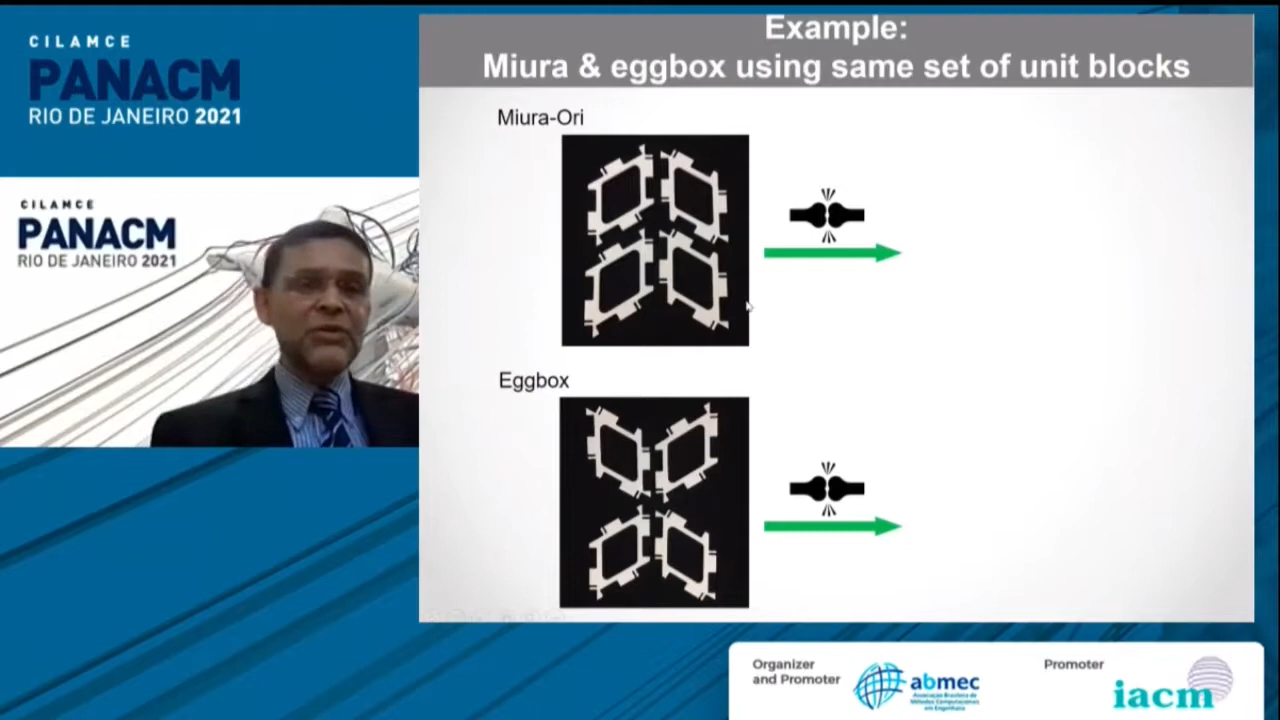 CILAMCE
PANACM
RIO DE JANEIRO 2021
CILAMCE
PANACM
RIO DE JANEIRO 2021
Example:
Miura & eggbox using same set of unit blocks
Miura-Ori
Eggbox
Organizer
and Promoter
abmec
Associação Brasileira de
Métodos Computacionais
em Engenharia
Promoter
iacm